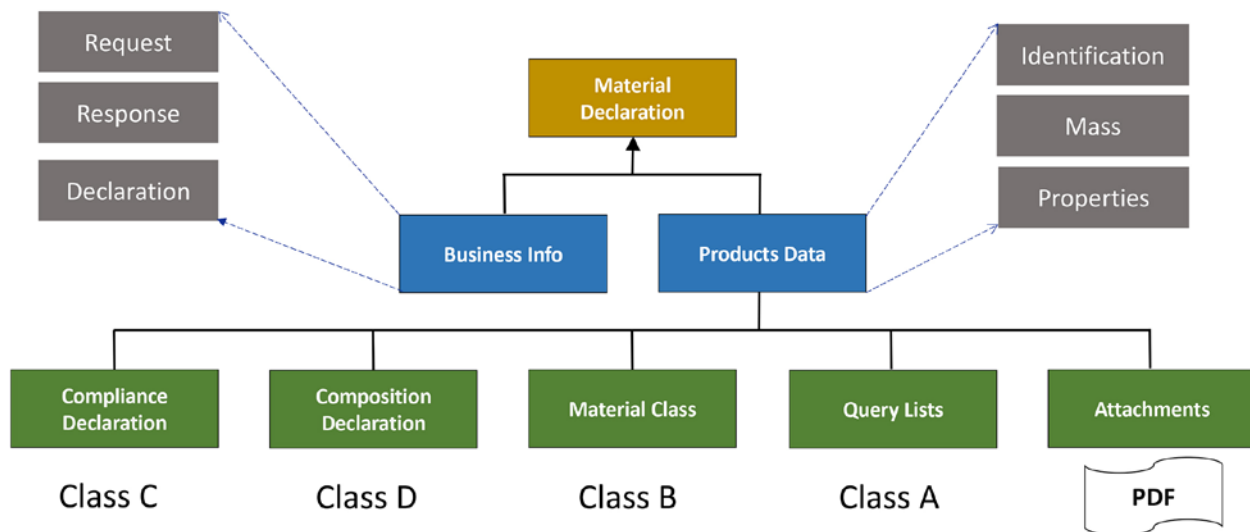 Request
Response
Declaration
Material
Declaration
Identification
Mass
Properties
Business Info
Products Data
Compliance
Declaration
Composition
Declaration
Material Class
Query Lists
Attachments
Class C
Class D
Class B
Class A
PDF